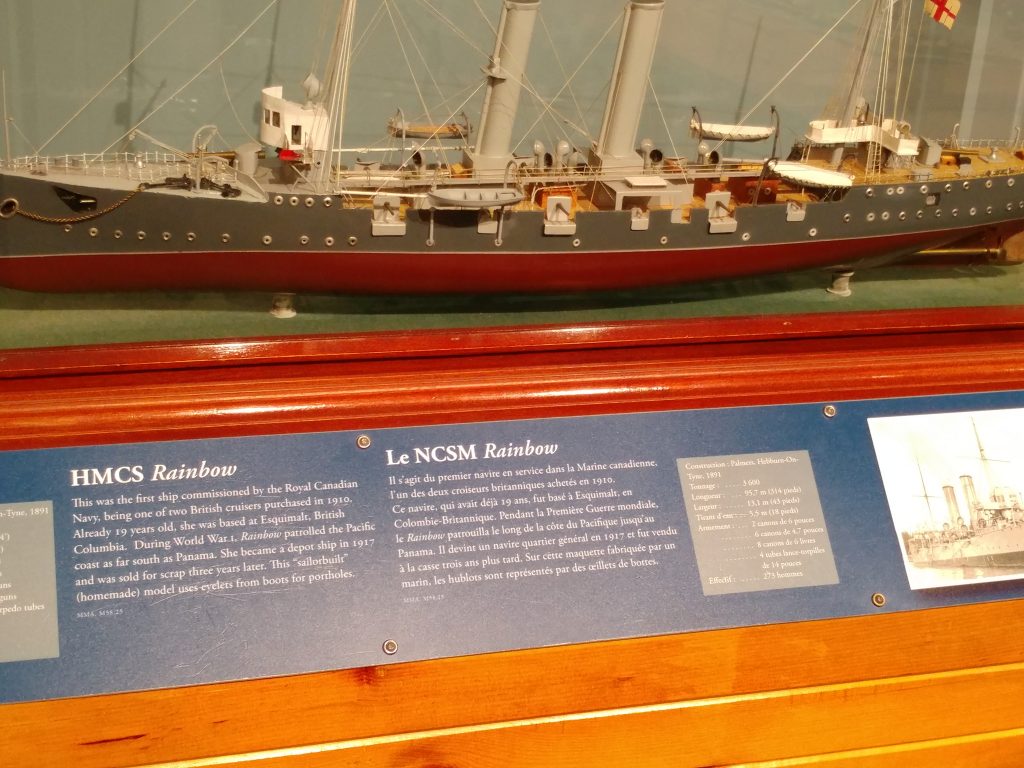 n-Tyne, 1891
guns
rpedo tubes
HMCS Rainbow
This was the first ship commissioned by the Royal Canadian
Navy, being one of two British cruisers purchased in 1910.
Already 19 years old, she was based at Esquimalt, British
Columbia. During World War I, Rainbow patrolled the Pacific
coast as far south as Panama. She became a depot ship in 1917
and was sold for scrap three years later. This "sailorbuilt"
(homemade) model uses eyelets from boots for portholes.
MMA, M58.25
Le NCSM Rainbow
Il s'agit du premier navire en service dans la Marine canadienne,
l'un des deux croiseurs britanniques achetés en 1910.
Ce navire, qui avait déjà 19 ans, fut basé à Esquimalt, en
Colombie-Britannique. Pendant la Première Guerre mondiale,
le Rainbow patrouilla le long de la côte du Pacifique jusqu'au
Panama. Il devint un navire quartier général en 1917 et fut vendu
à la casse trois ans plus tard. Sur cette maquette fabriquée par un
marin, les hublots sont représentés par des œillets de bottes.
MMA, M58.25
Construction : Palmers, Hebburn-On-
Tyne, 1891
Tonnage : 3 600
Longueur : 95,7 m (314 pieds)
Largeur : 13,1 m (43 pieds)
Tirant d'eau : 5,5 m (18 pieds)
Armement : 2 canons de 6 pouces
6 canons de 4,7 pouces
8 canons de 6 livres
4 tubes lance-torpilles
de 14 pouces
Effectif : 273 hommes